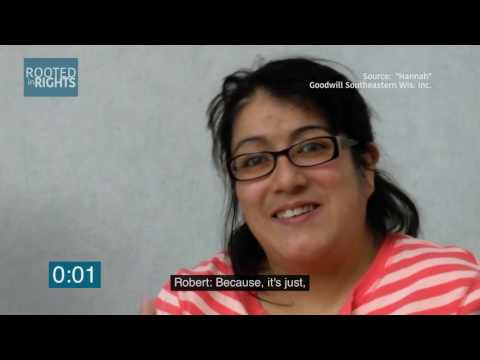 ROOTED
in RIGHTS
Source: "Hannah"
Goodwill Southeastern Wis. Inc.
0:01
Robert: Because, it's just,